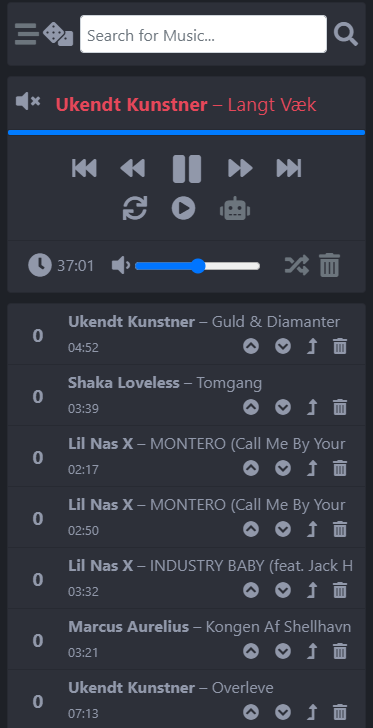 Search for Music...
Ukendt Kunstner – Langt Væk
37:01
0
Ukendt Kunstner – Guld & Diamanter
04:52
0
Shaka Loveless – Tomgang
03:39
0
Lil Nas X – MONTERO (Call Me By Your
02:17
0
Lil Nas X – MONTERO (Call Me By Your
02:50
0
Lil Nas X – INDUSTRY BABY (feat. Jack H
03:32
0
Marcus Aurelius – Kongen Af Shellhavn
03:21
0
Ukendt Kunstner – Overleve
07:13